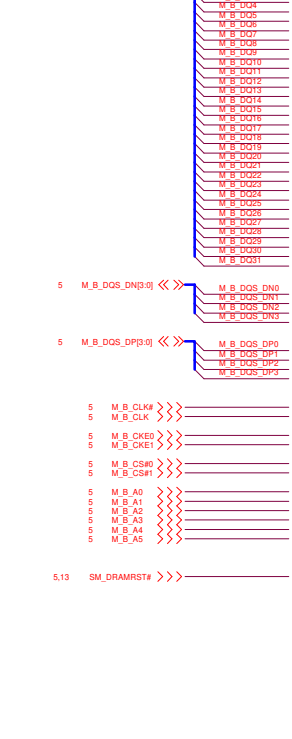 M_B_DQ4
M_B_DQ5
M_B_DQ6
M_B_DQ7
M_B_DQ8
M_B_DQ9
M_B_DQ10
M_B_DQ11
M_B_DQ12
M_B_DQ13
M_B_DQ14
M_B_DQ15
M_B_DQ16
M_B_DQ17
M_B_DQ18
M_B_DQ19
M_B_DQ20
M_B_DQ21
M_B_DQ22
M_B_DQ23
M_B_DQ24
M_B_DQ25
M_B_DQ26
M_B_DQ27
M_B_DQ28
M_B_DQ29
M_B_DQ30
M_B_DQ31
5 M_B_DQS_DN[3:0]
M_B_DQS_DN0
M_B_DQS_DN1
M_B_DQS_DN2
M_B_DQS_DN3
5 M_B_DQS_DP[3:0]
M_B_DQS_DP0
M_B_DQS_DP1
M_B_DQS_DP2
M_B_DQS_DP3
5 M_B_CLK#
5 M_B_CLK
5 M_B_CKE0
5 M_B_CKE1
5 M_B_CS#0
5 M_B_CS#1
5 M_B_A0
5 M_B_A1
5 M_B_A2
5 M_B_A3
5 M_B_A4
5 M_B_A5
5,13 SM_DRAMRST#